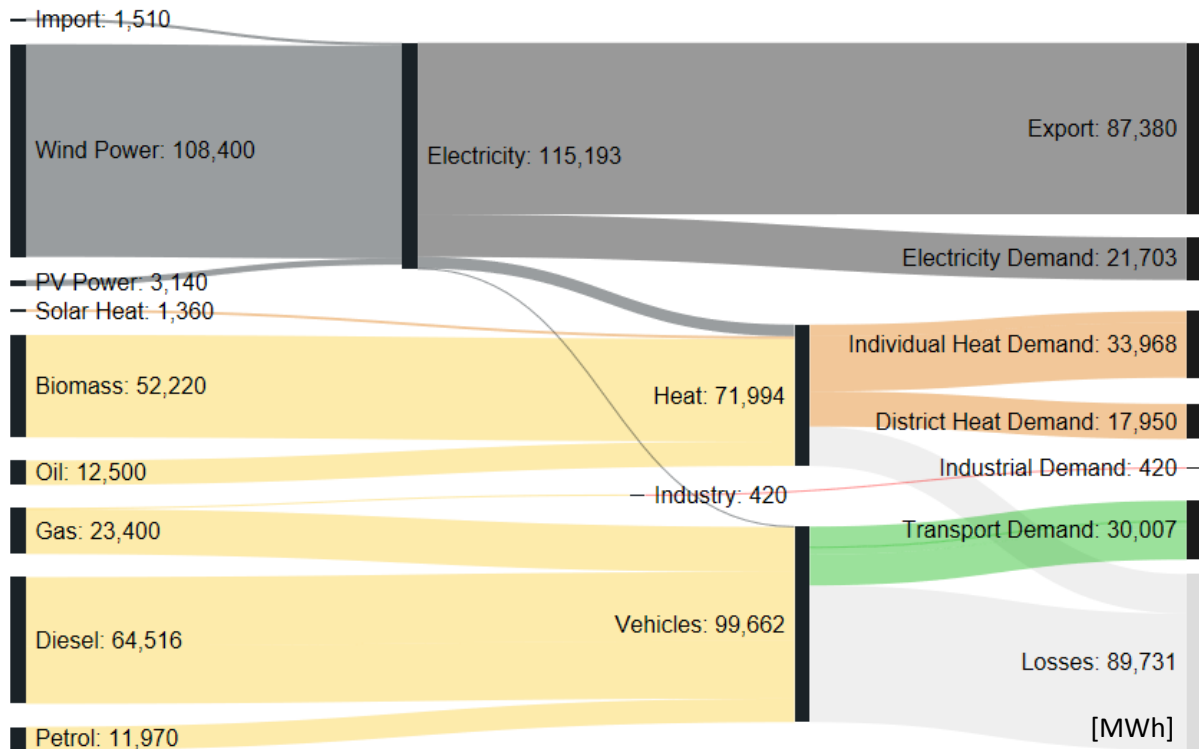 Import: 1,510
Wind Power: 108,400
Electricity: 115,193
Export: 87,380
Electricity Demand: 21,703
PV Power: 3,140
Solar Heat: 1,360
Individual Heat Demand: 33,968
Biomass: 52,220
Heat: 71,994
District Heat Demand: 17,950
Oil: 12,500
Industrial Demand: 420
Industry: 420
Gas: 23,400
Transport Demand: 30,007
Diesel: 64,516
Vehicles: 99,662
Losses: 89,731
Petrol: 11,970
[MWh]